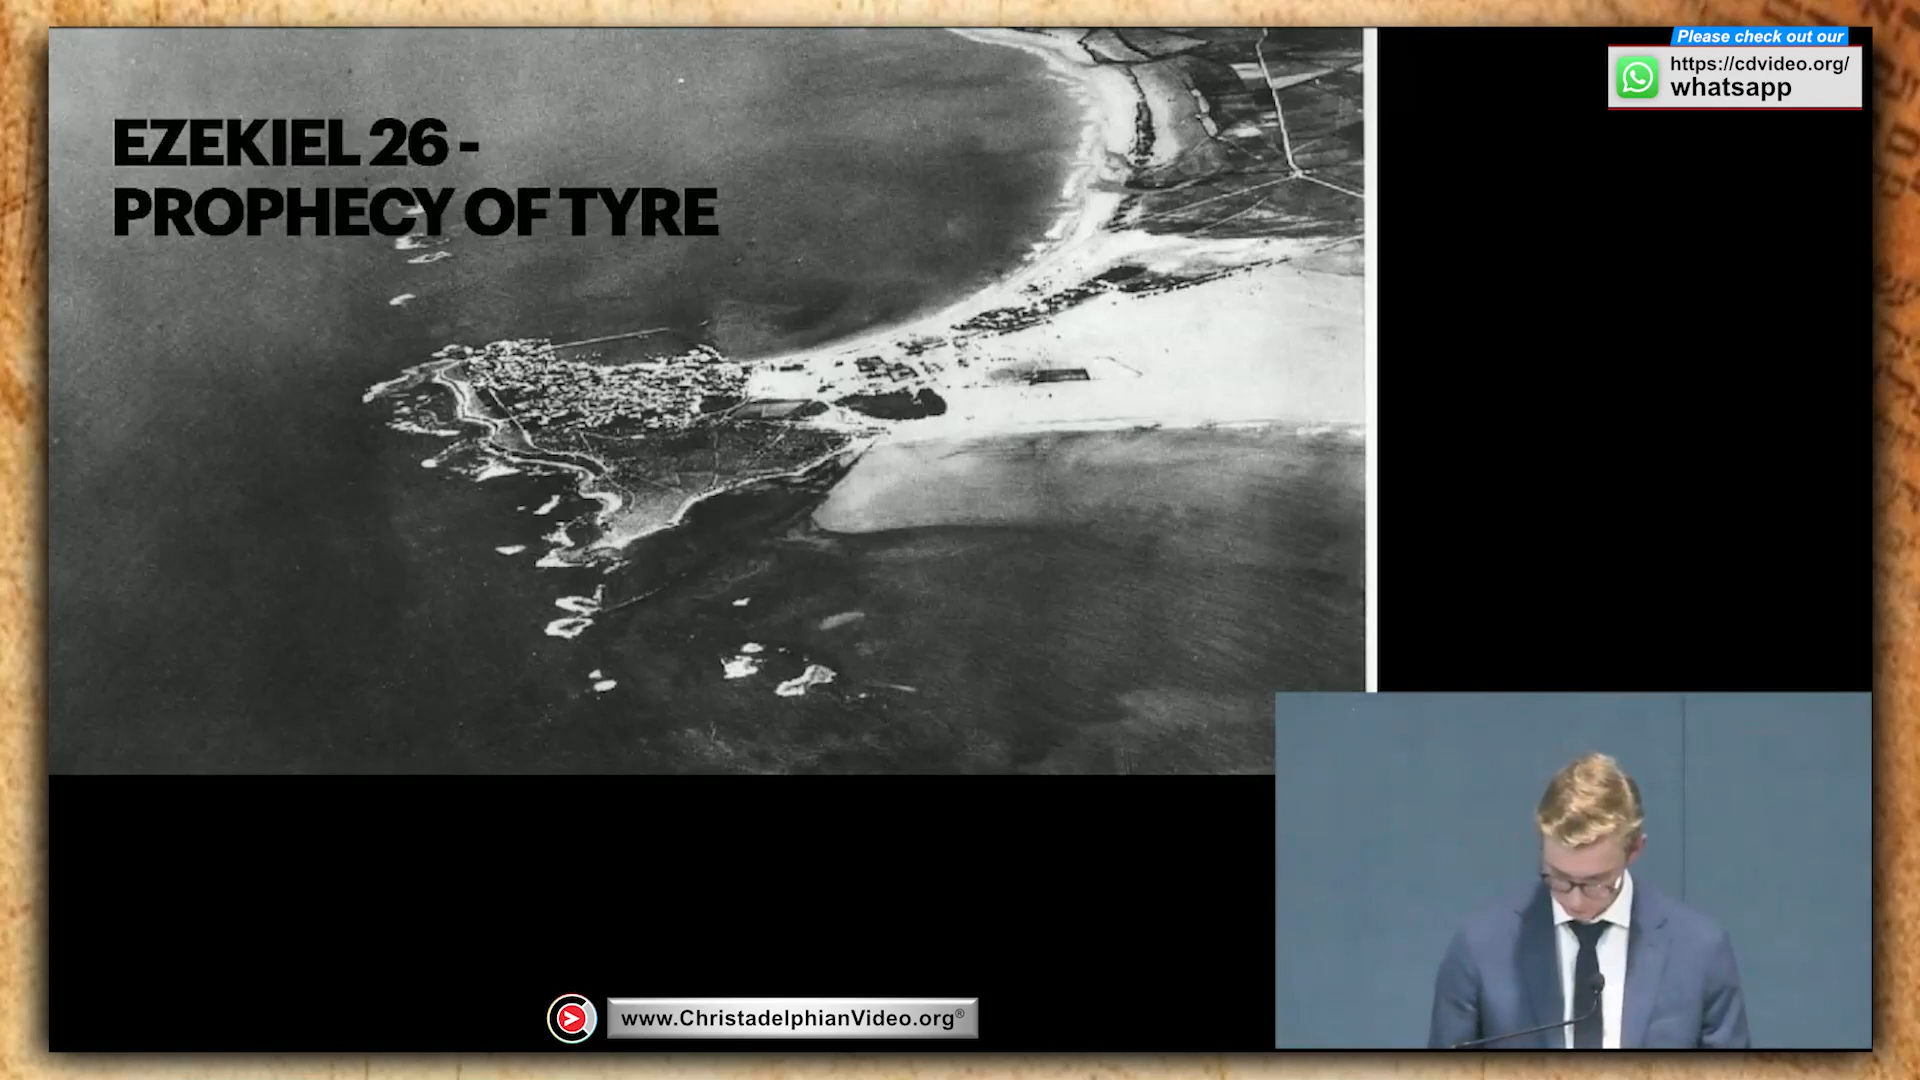 Please check out our
https://cdvideo.org/
whatsapp
EZEKIEL 26 -
PROPHECY OF TYRE
www.ChristadelphianVideo.org®